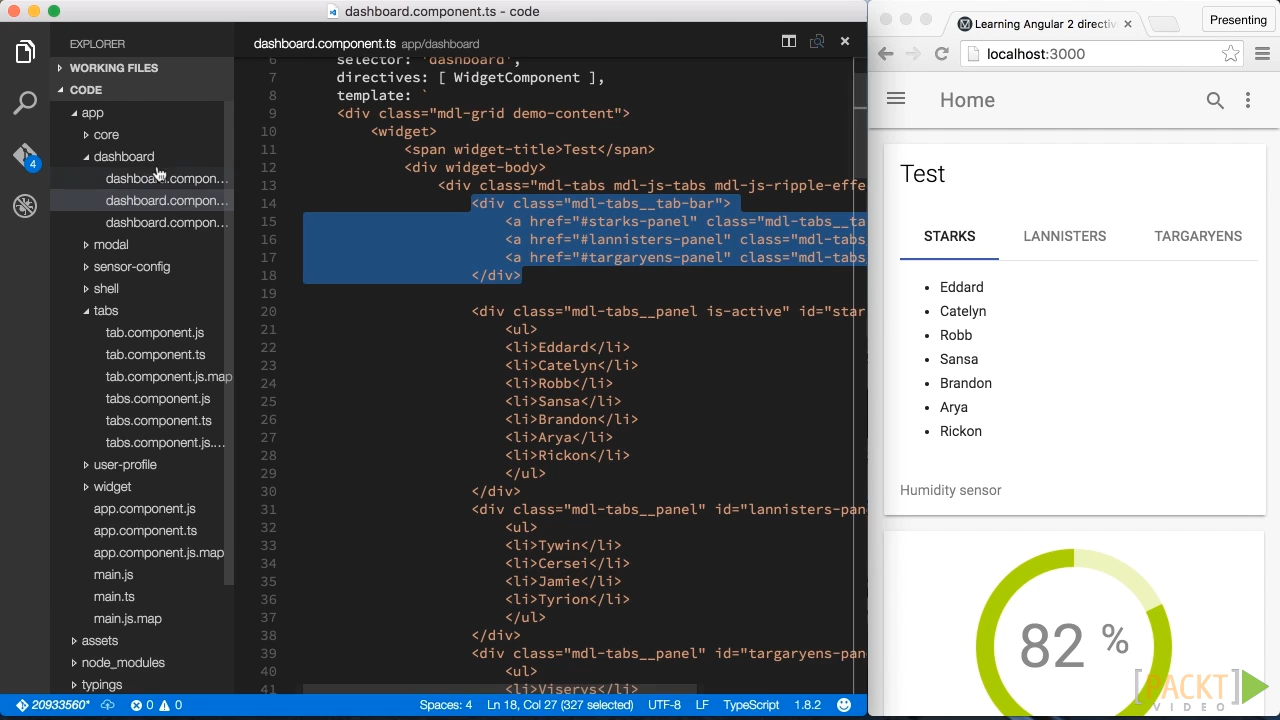 dashboard.component.ts - code
EXPLORER
WORKING FILES
CODE
app
core
dashboard
dashboard.compon...
dashboard.compon...
dashboard.compon...
modal
sensor-config
shell
tabs
tab.component.js
tab.component.ts
tab.component.js.map
tabs.component.js
tabs.component.ts
tabs.component.js....
user-profile
widget
app.component.js
app.component.ts
app.component.js.map
main.js
main.ts
main.js.map
assets
node_modules
typings
4
dashboard.component.ts app/dashboard
6 selector: 'dashboard',
7 directives: [ WidgetComponent ],
8 template: `
9 <div class="mdl-grid demo-content">
10 <widget>
11 <span widget-title>Test</span>
12 <div widget-body>
13 <div class="mdl-tabs mdl-js-tabs mdl-js-ripple-effe
14 <div class="mdl-tabs__tab-bar">
15 <a href="#starks-panel" class="mdl-tabs__ta
16 <a href="#lannisters-panel" class="mdl-tabs
17 <a href="#targaryens-panel" class="mdl-tabs
18 </div>
19
20 <div class="mdl-tabs__panel is-active" id="star
21 <ul>
22 <li>Eddard</li>
23 <li>Catelyn</li>
24 <li>Robb</li>
25 <li>Sansa</li>
26 <li>Brandon</li>
27 <li>Arya</li>
28 <li>Rickon</li>
29 </ul>
30 </div>
31 <div class="mdl-tabs__panel" id="lannisters-pan
32 <ul>
33 <li>Tywin</li>
34 <li>Cersei</li>
35 <li>Jamie</li>
36 <li>Tyrion</li>
37 </ul>
38 </div>
39 <div class="mdl-tabs__panel" id="targaryens-pan
40 <ul>
41 <li>Viserys</li>
20933560* 0 0 Spaces: 4 Ln 18, Col 27 (327 selected) UTF-8 LF TypeScript 1.8.2
Learning Angular 2 directiv
Presenting
localhost:3000
Home
Test
STARKS LANNISTERS TARGARYENS
Eddard
Catelyn
Robb
Sansa
Brandon
Arya
Rickon
Humidity sensor
82 %
PACKT
VIDEO